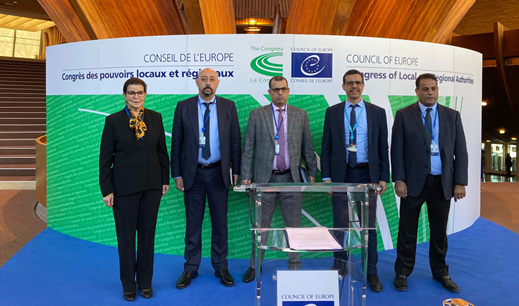 CONSEIL DE L'EUROPE
Congrès des pouvoirs locaux et régionaux
The Congress
Le Congrès
COUNCIL OF EUROPE
CONSEIL DE L'EUROPE
COUNCIL OF EUROPE
Congress of Local and Regional Authorities
COUNCIL OF EUROPE